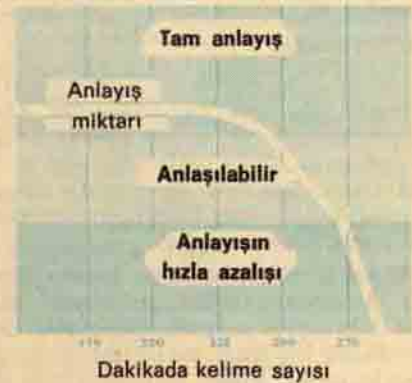 Tam anlayış
Anlayış
miktarı
Anlaşılabilir
Anlayışın
hızla azalışı
Dakikada kelime sayısı